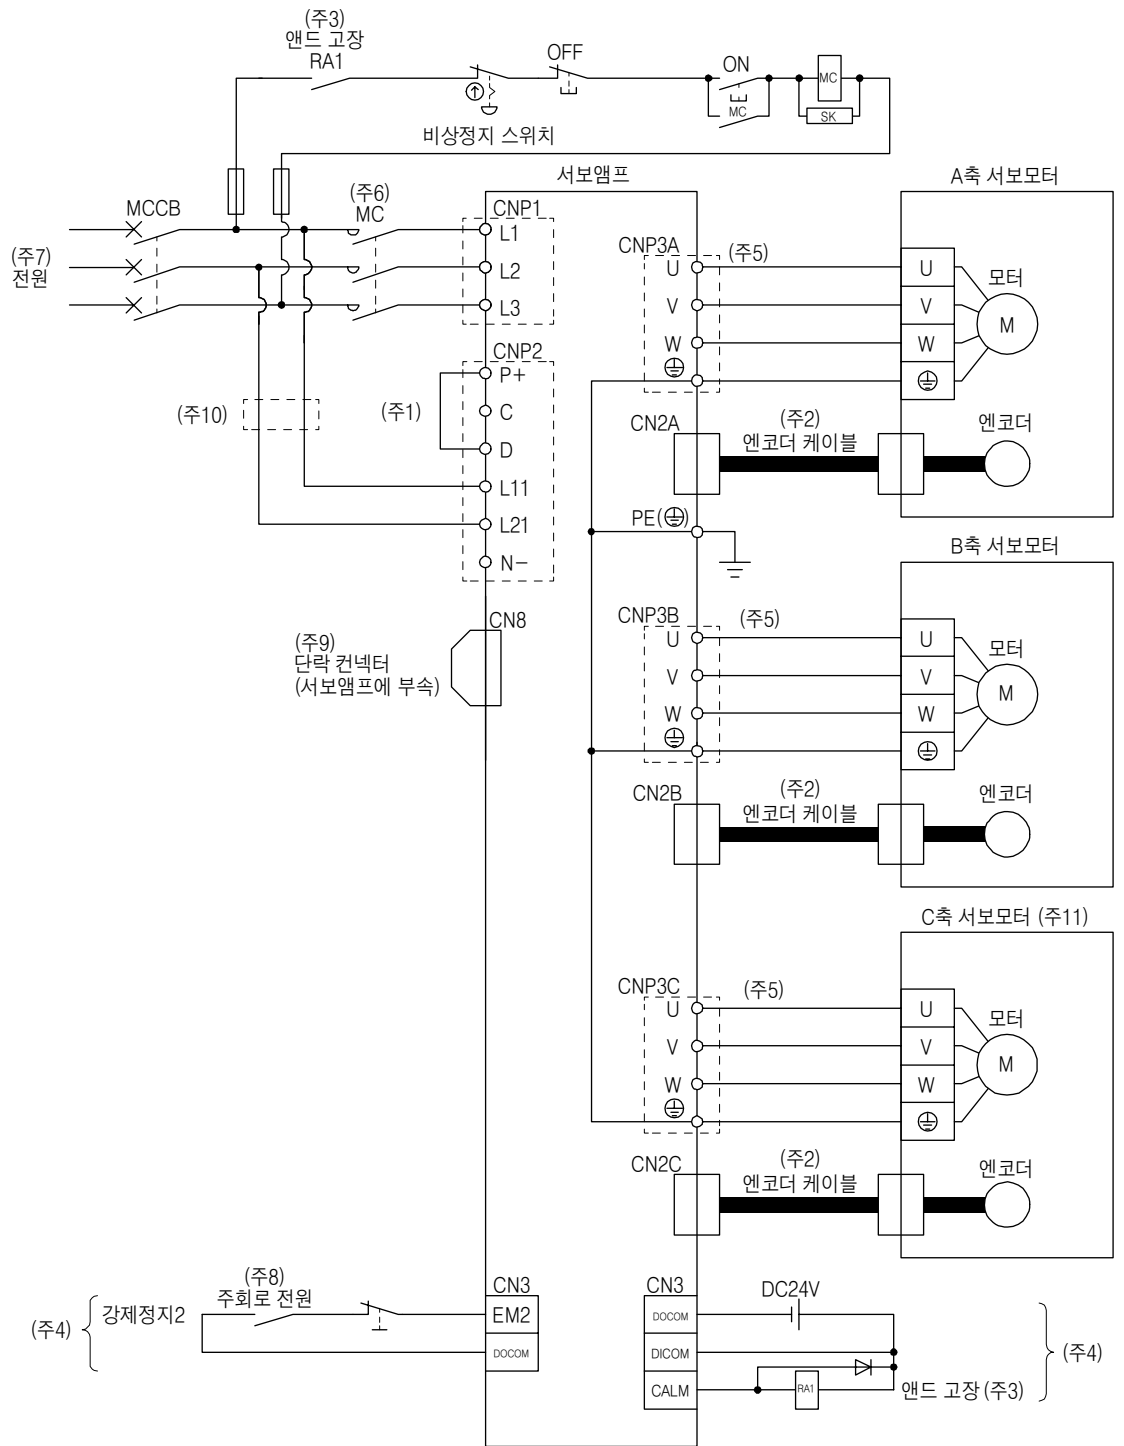 (주3)
앤드 고장
RA1
OFF
ON
MC
MC
SK
비상정지 스위치
서보앰프
A축 서보모터
MCCB
(주6)
MC
CNP1
L1
L2
L3
(주7)
전원
CNP3A
U
V
W
(주5)
U
V
W
모터
M
CNP2
P+
C
D
L11
L21
N−
(주10)
(주1)
CN2A
(주2)
엔코더 케이블
엔코더
PE( )
B축 서보모터
CN8
(주9)
단락 컨넥터
(서보앰프에 부속)
CNP3B
U
V
W
(주5)
U
V
W
모터
M
CN2B
(주2)
엔코더 케이블
엔코더
C축 서보모터 (주11)
CNP3C
U
V
W
(주5)
U
V
W
모터
M
CN2C
(주2)
엔코더 케이블
엔코더
(주4)
강제정지2
(주8)
주회로 전원
CN3
EM2
DOCOM
CN3
DOCOM
DICOM
CALM
DC24V
RA1
앤드 고장 (주3)
(주4)